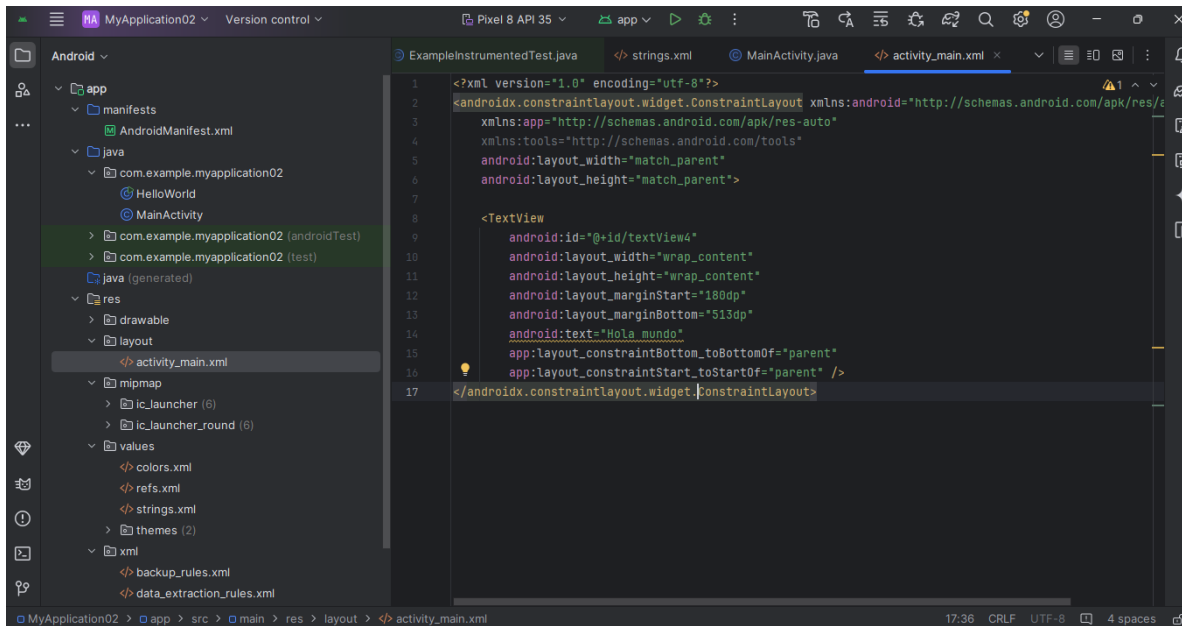 MA MyApplication02 Version control Pixel 8 API 35 app
Android
app
manifests
AndroidManifest.xml
java
com.example.myapplication02
HelloWorld
MainActivity
com.example.myapplication02 (androidTest)
com.example.myapplication02 (test)
java (generated)
res
drawable
layout
activity_main.xml
mipmap
ic_launcher (6)
ic_launcher_round (6)
values
colors.xml
refs.xml
strings.xml
themes (2)
xml
backup_rules.xml
data_extraction_rules.xml
ExampleInstrumentedTest.java strings.xml MainActivity.java activity_main.xml
1 <?xml version="1.0" encoding="utf-8"?> 1
2 <androidx.constraintlayout.widget.ConstraintLayout xmlns:android="http://schemas.android.com/apk/res/a
3 xmlns:app="http://schemas.android.com/apk/res-auto"
4 xmlns:tools="http://schemas.android.com/tools"
5 android:layout_width="match_parent"
6 android:layout_height="match_parent">
7
8 <TextView
9 android:id="@+id/textView4"
10 android:layout_width="wrap_content"
11 android:layout_height="wrap_content"
12 android:layout_marginStart="180dp"
13 android:layout_marginBottom="513dp"
14 android:text="Hola mundo"
15 app:layout_constraintBottom_toBottomOf="parent"
16 app:layout_constraintStart_toStartOf="parent" />
17 </androidx.constraintlayout.widget.ConstraintLayout>
MyApplication02 > app > src > main > res > layout > activity_main.xml 17:36 CRLF UTF-8 4 spaces